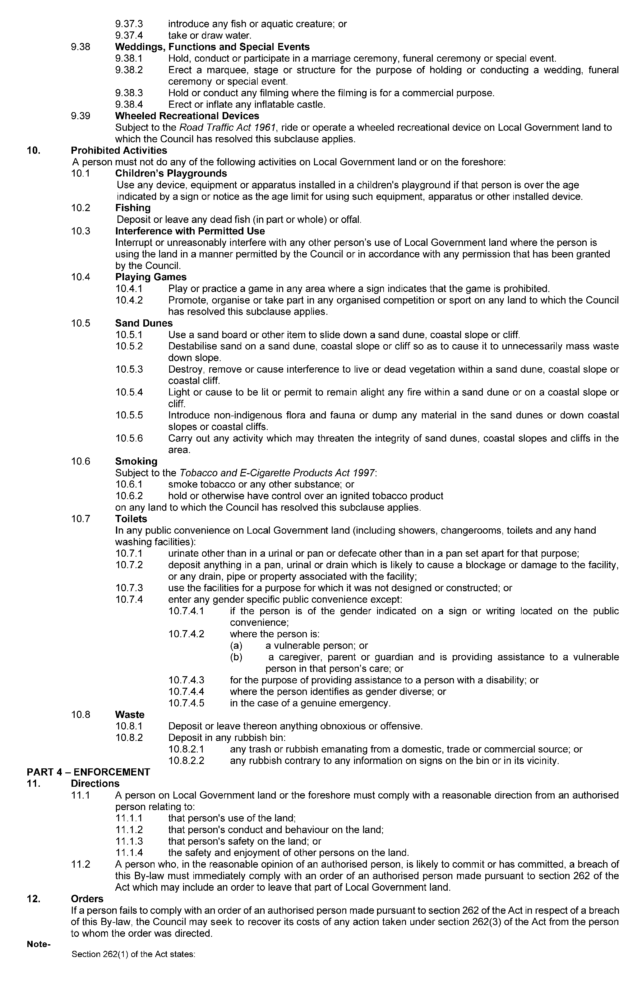 9.37.3 introduce any fish or aquatic creature; or
9.37.4 take or draw water.
9.38 Weddings, Functions and Special Events
9.38.1 Hold, conduct or participate in a marriage ceremony, funeral ceremony or special event.
9.38.2 Erect a marquee, stage or structure for the purpose of holding or conducting a wedding, funeral
ceremony or special event.
9.38.3 Hold or conduct any filming where the filming is for a commercial purpose.
9.38.4 Erect or inflate any inflatable castle.
9.39 Wheeled Recreational Devices
Subject to the Road Traffic Act 1961, ride or operate a wheeled recreational device on Local Government land to
which the Council has resolved this subclause applies.
10. Prohibited Activities
A person must not do any of the following activities on Local Government land or on the foreshore:
10.1 Children's Playgrounds
Use any device, equipment or apparatus installed in a children's playground if that person is over the age
indicated by a sign or notice as the age limit for using such equipment, apparatus or other installed device.
10.2 Fishing
Deposit or leave any dead fish (in part or whole) or offal.
10.3 Interference with Permitted Use
Interrupt or unreasonably interfere with any other person's use of Local Government land where the person is
using the land in a manner permitted by the Council or in accordance with any permission that has been granted
by the Council.
10.4 Playing Games
10.4.1 Play or practice a game in any area where a sign indicates that the game is prohibited.
10.4.2 Promote, organise or take part in any organised competition or sport on any land to which the Council
has resolved this subclause applies.
10.5 Sand Dunes
10.5.1 Use a sand board or other item to slide down a sand dune, coastal slope or cliff.
10.5.2 Destabilise sand on a sand dune, coastal slope or cliff so as to cause it to unnecessarily mass waste
down slope.
10.5.3 Destroy, remove or cause interference to live or dead vegetation within a sand dune, coastal slope or
coastal cliff.
10.5.4 Light or cause to be lit or permit to remain alight any fire within a sand dune or on a coastal slope or
cliff.
10.5.5 Introduce non-indigenous flora and fauna or dump any material in the sand dunes or down coastal
slopes or coastal cliffs.
10.5.6 Carry out any activity which may threaten the integrity of sand dunes, coastal slopes and cliffs in the
area.
10.6 Smoking
Subject to the Tobacco and E-Cigarette Products Act 1997:
10.6.1 smoke tobacco or any other substance; or
10.6.2 hold or otherwise have control over an ignited tobacco product
on any land to which the Council has resolved this subclause applies.
10.7 Toilets
In any public convenience on Local Government land (including showers, changerooms, toilets and any hand
washing facilities):
10.7.1 urinate other than in a urinal or pan or defecate other than in a pan set apart for that purpose;
10.7.2 deposit anything in a pan, urinal or drain which is likely to cause a blockage or damage to the facility,
or any drain, pipe or property associated with the facility;
10.7.3 use the facilities for a purpose for which it was not designed or constructed; or
10.7.4 enter any gender specific public convenience except:
10.7.4.1 if the person is of the gender indicated on a sign or writing located on the public
convenience;
10.7.4.2 where the person is:
(a) a vulnerable person; or
(b) a caregiver, parent or guardian and is providing assistance to a vulnerable
person in that person's care; or
10.7.4.3 for the purpose of providing assistance to a person with a disability; or
10.7.4.4 where the person identifies as gender diverse; or
10.7.4.5 in the case of a genuine emergency.
10.8 Waste
10.8.1 Deposit or leave thereon anything obnoxious or offensive.
10.8.2 Deposit in any rubbish bin:
10.8.2.1 any trash or rubbish emanating from a domestic, trade or commercial source; or
10.8.2.2 any rubbish contrary to any information on signs on the bin or in its vicinity.
PART 4 – ENFORCEMENT
11. Directions
11.1 A person on Local Government land or the foreshore must comply with a reasonable direction from an authorised
person relating to:
11.1.1 that person's use of the land;
11.1.2 that person's conduct and behaviour on the land;
11.1.3 that person's safety on the land; or
11.1.4 the safety and enjoyment of other persons on the land.
11.2 A person who, in the reasonable opinion of an authorised person, is likely to commit or has committed, a breach of
this By-law must immediately comply with an order of an authorised person made pursuant to section 262 of the
Act which may include an order to leave that part of Local Government land.
12. Orders
If a person fails to comply with an order of an authorised person made pursuant to section 262 of the Act in respect of a breach
of this By-law, the Council may seek to recover its costs of any action taken under section 262(3) of the Act from the person
to whom the order was directed.
Note-
Section 262(1) of the Act states: